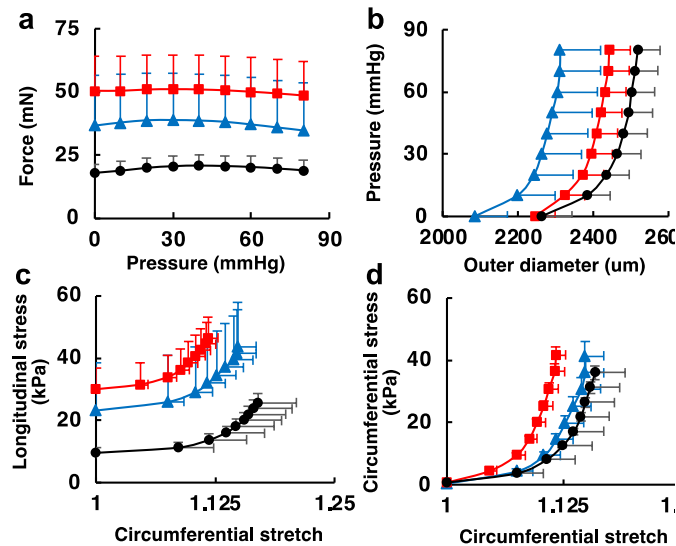 a
75
50
25
0
Force (mN)
0 30 60 90
Pressure (mmHg)
b
90
60
30
0
Pressure (mmHg)
2000 2200 2400 260
Outer diameter (um)
c
60
40
20
0
Longitudinal stress
(kPa)
1 1.125 1.25
Circumferential stretch
d
60
40
20
0
Circumferential stress
(kPa)
1 1.125 1.
Circumferential stretch